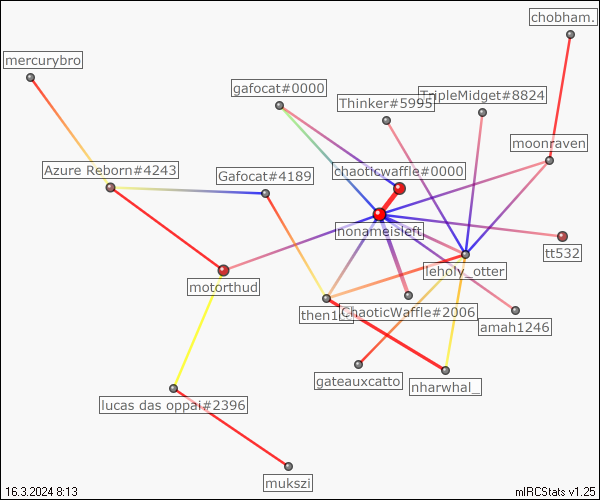 chobham.
mercurybro
gafocat#0000
Thinker#5995
TripleMidget#8824
moonraven
Azure Reborn#4243
Gafocat#4189
chaoticwaffle#0000
nonameisleft
tt532
leholy_otter
motorthud
ChaoticWaffle#2006
amah1246
gateauxcatto
nharwhal_
lucas das oppai#2396
mukszi
16.3.2024 8:13
mIRCStats v1.25